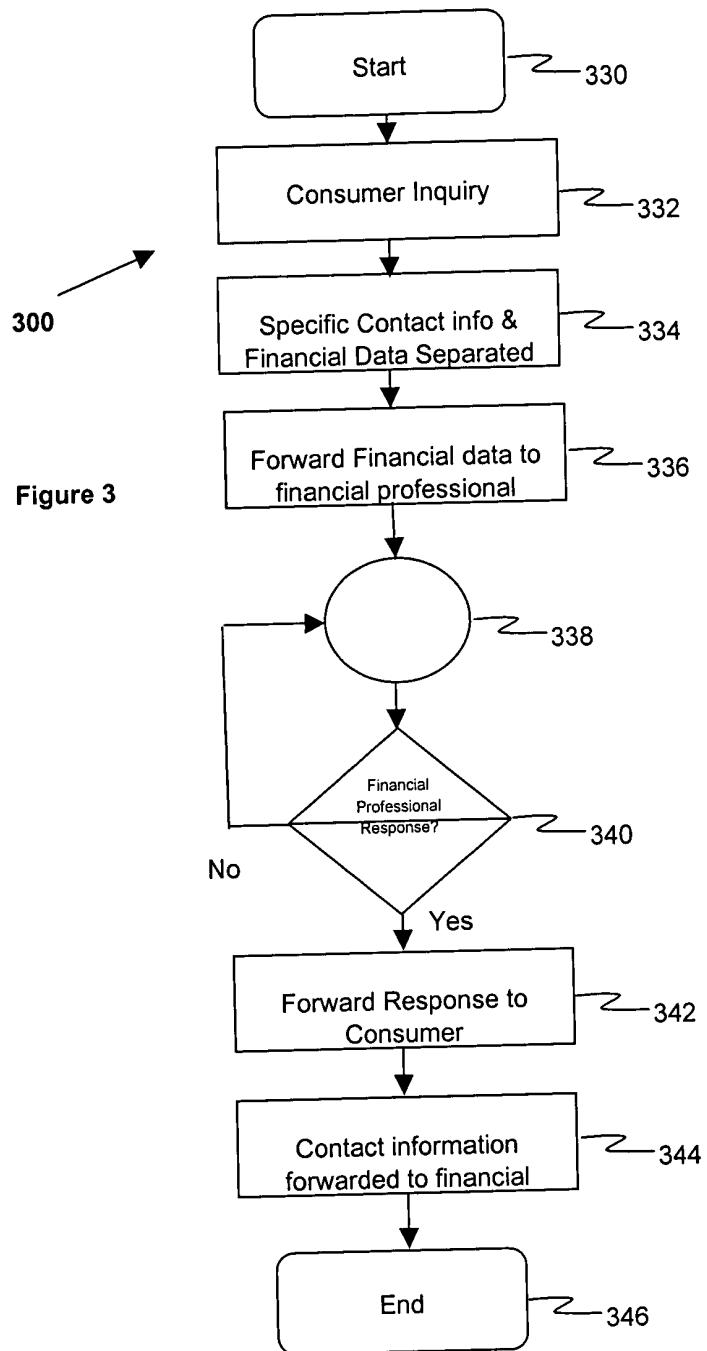 Start
330
Consumer Inquiry
332
300
Specific Contact info &
Financial Data Separated
334
Figure 3
Forward Financial data to
financial professional
336
338
Financial
Professional
Response?
340
No
Yes
Forward Response to
Consumer
342
Contact information
forwarded to financial
344
End
346